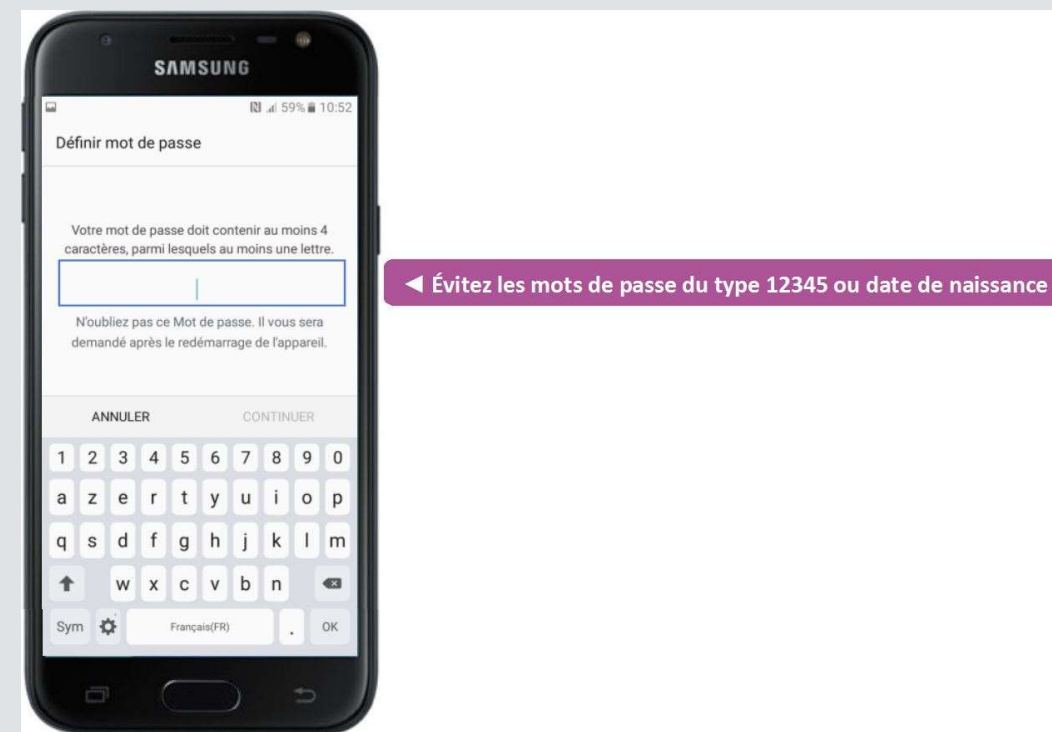 SAMSUNG
59% 10:52
Définir mot de passe
Votre mot de passe doit contenir au moins 4
caractères, parmi lesquels au moins une lettre.
◄ Évitez les mots de passe du type 12345 ou date de naissance
N'oubliez pas ce Mot de passe. Il vous sera
demandé après le redémarrage de l'appareil.
ANNULER CONTINUER
1 2 3 4 5 6 7 8 9 0
a z e r t y u i o p
q s d f g h j k l m
w x c v b n
Sym Français(FR) . OK